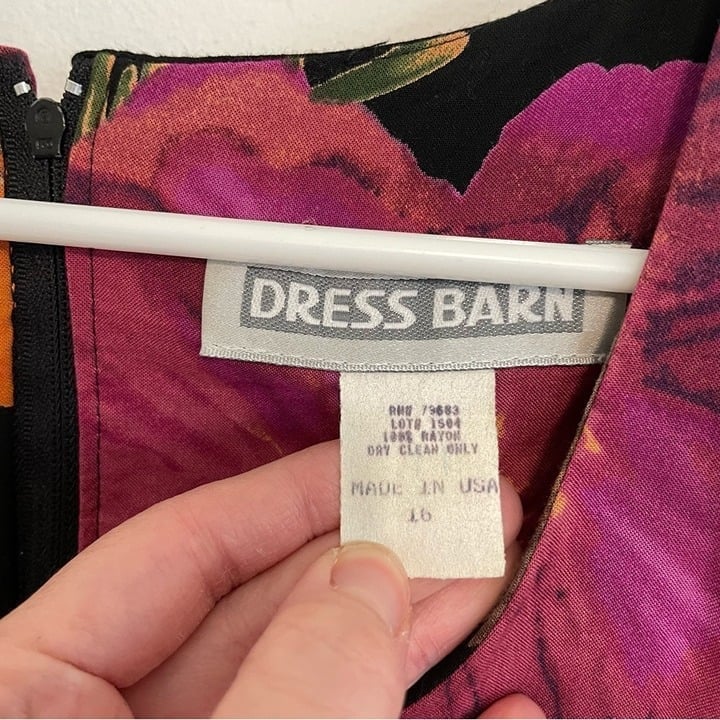 DRESS BARN
RN# 79683
LOT# 1504
100% RAYON
DRY CLEAN ONLY
MADE IN USA
16